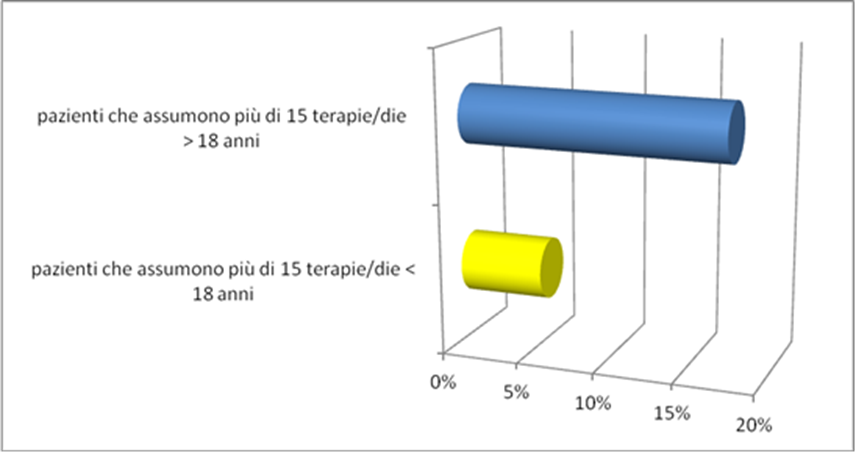 pazienti che assumono più di 15 terapie/die
> 18 anni
pazienti che assumono più di 15 terapie/die <
18 anni
0%
5%
10%
15%
20%